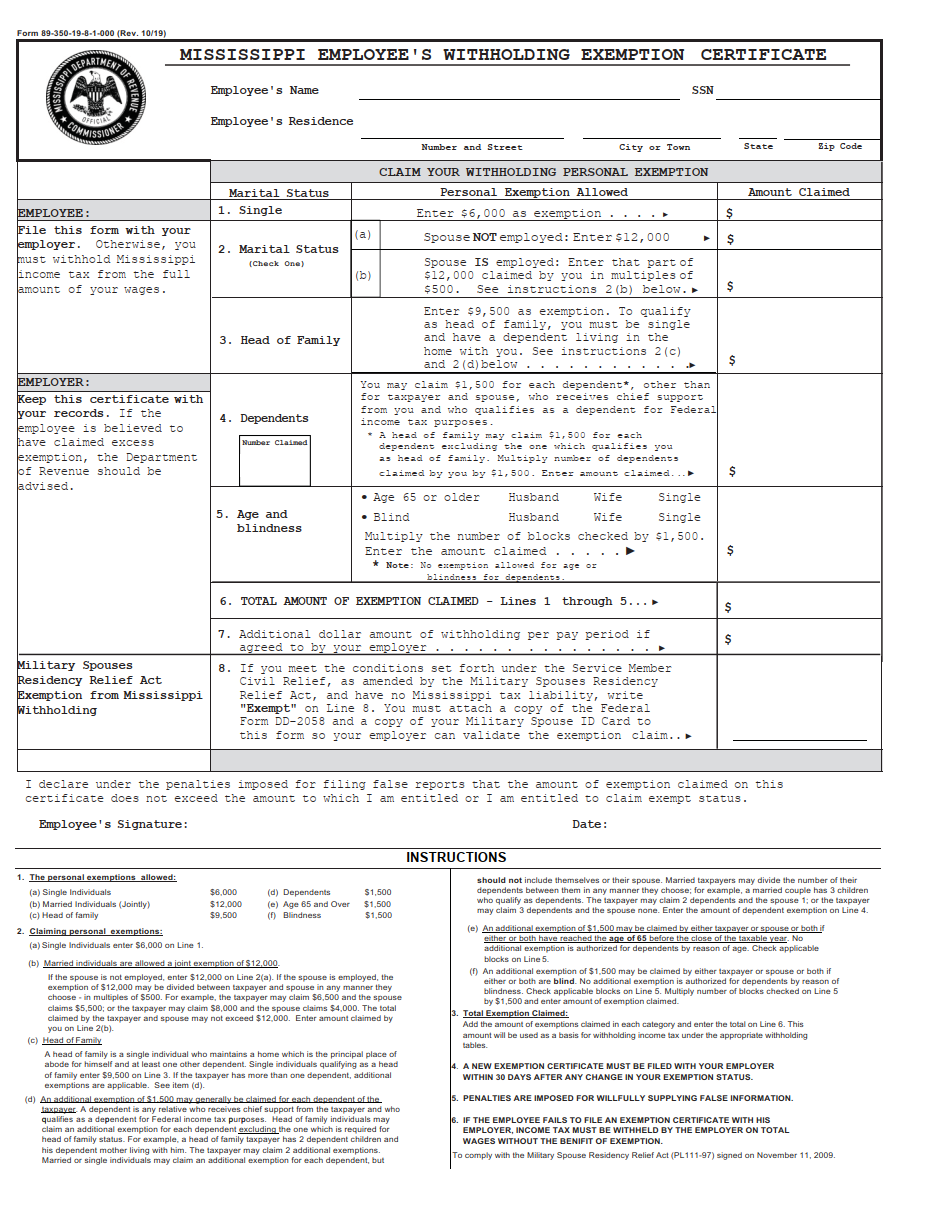 Form 89-350-19-8-1-000 (Rev. 10/19)
MISSISSIPPI EMPLOYEE'S WITHHOLDING EXEMPTION CERTIFICATE
MISSISSIPPI DEPARTMENT OF REVENUE
OFFICIAL
COMMISSIONER
Employee's Name
SSN
Employee's Residence
Number and Street City or Town State Zip Code
CLAIM YOUR WITHHOLDING PERSONAL EXEMPTION
Marital Status Personal Exemption Allowed Amount Claimed
EMPLOYEE:
File this form with your
employer. Otherwise, you
must withhold Mississippi
income tax from the full
amount of your wages.
1. Single Enter $6,000 as exemption . . . . ▸ $
2. Marital Status
(Check One)
(a) Spouse NOT employed: Enter $12,000 ▸ $
(b) Spouse IS employed: Enter that part of
$12,000 claimed by you in multiples of
$500. See instructions 2(b) below. ▸ $
3. Head of Family
Enter $9,500 as exemption. To qualify
as head of family, you must be single
and have a dependent living in the
home with you. See instructions 2(c)
and 2(d)below . . . . . . . . . . . .▸ $
EMPLOYER:
Keep this certificate with
your records. If the
employee is believed to
have claimed excess
exemption, the Department
of Revenue should be
advised.
4. Dependents
Number Claimed
You may claim $1,500 for each dependent*, other than
for taxpayer and spouse, who receives chief support
from you and who qualifies as a dependent for Federal
income tax purposes.
* A head of family may claim $1,500 for each
dependent excluding the one which qualifies you
as head of family. Multiply number of dependents
claimed by you by $1,500. Enter amount claimed...▸ $
5. Age and
blindness
• Age 65 or older Husband Wife Single
• Blind Husband Wife Single
Multiply the number of blocks checked by $1,500.
Enter the amount claimed . . . . . ▸ $
* Note: No exemption allowed for age or
blindness for dependents.
6. TOTAL AMOUNT OF EXEMPTION CLAIMED - Lines 1 through 5...▸ $
7. Additional dollar amount of withholding per pay period if
agreed to by your employer . . . . . . . . . . . . . . . ▸ $
Military Spouses
Residency Relief Act
Exemption from Mississippi
Withholding
8. If you meet the conditions set forth under the Service Member
Civil Relief, as amended by the Military Spouses Residency
Relief Act, and have no Mississippi tax liability, write
"Exempt" on Line 8. You must attach a copy of the Federal
Form DD-2058 and a copy of your Military Spouse ID Card to
this form so your employer can validate the exemption claim..▸
I declare under the penalties imposed for filing false reports that the amount of exemption claimed on this
certificate does not exceed the amount to which I am entitled or I am entitled to claim exempt status.
Employee's Signature: Date:
INSTRUCTIONS
1. The personal exemptions allowed:
(a) Single Individuals $6,000 (d) Dependents $1,500
(b) Married Individuals (Jointly) $12,000 (e) Age 65 and Over $1,500
(c) Head of family $9,500 (f) Blindness $1,500
2. Claiming personal exemptions:
(a) Single Individuals enter $6,000 on Line 1.
(b) Married individuals are allowed a joint exemption of $12,000.
If the spouse is not employed, enter $12,000 on Line 2(a). If the spouse is employed, the
exemption of $12,000 may be divided between taxpayer and spouse in any manner they
choose - in multiples of $500. For example, the taxpayer may claim $6,500 and the spouse
claims $5,500; or the taxpayer may claim $8,000 and the spouse claims $4,000. The total
claimed by the taxpayer and spouse may not exceed $12,000. Enter amount claimed by
you on Line 2(b).
(c) Head of Family
A head of family is a single individual who maintains a home which is the principal place of
abode for himself and at least one other dependent. Single individuals qualifying as a head
of family enter $9,500 on Line 3. If the taxpayer has more than one dependent, additional
exemptions are applicable. See item (d).
(d) An additional exemption of $1,500 may generally be claimed for each dependent of the
taxpayer. A dependent is any relative who receives chief support from the taxpayer and who
qualifies as a dependent for Federal income tax purposes. Head of family individuals may
claim an additional exemption for each dependent excluding the one which is required for
head of family status. For example, a head of family taxpayer has 2 dependent children and
his dependent mother living with him. The taxpayer may claim 2 additional exemptions.
Married or single individuals may claim an additional exemption for each dependent, but
should not include themselves or their spouse. Married taxpayers may divide the number of their
dependents between them in any manner they choose; for example, a married couple has 3 children
who qualify as dependents. The taxpayer may claim 2 dependents and the spouse 1; or the taxpayer
may claim 3 dependents and the spouse none. Enter the amount of dependent exemption on Line 4.
(e) An additional exemption of $1,500 may be claimed by either taxpayer or spouse or both if
either or both have reached the age of 65 before the close of the taxable year. No
additional exemption is authorized for dependents by reason of age. Check applicable
blocks on Line 5.
(f) An additional exemption of $1,500 may be claimed by either taxpayer or spouse or both if
either or both are blind. No additional exemption is authorized for dependents by reason of
blindness. Check applicable blocks on Line 5. Multiply number of blocks checked on Line 5
by $1,500 and enter amount of exemption claimed.
3. Total Exemption Claimed:
Add the amount of exemptions claimed in each category and enter the total on Line 6. This
amount will be used as a basis for withholding income tax under the appropriate withholding
tables.
4. A NEW EXEMPTION CERTIFICATE MUST BE FILED WITH YOUR EMPLOYER
WITHIN 30 DAYS AFTER ANY CHANGE IN YOUR EXEMPTION STATUS.
5. PENALTIES ARE IMPOSED FOR WILLFULLY SUPPLYING FALSE INFORMATION.
6. IF THE EMPLOYEE FAILS TO FILE AN EXEMPTION CERTIFICATE WITH HIS
EMPLOYER, INCOME TAX MUST BE WITHHELD BY THE EMPLOYER ON TOTAL
WAGES WITHOUT THE BENIFIT OF EXEMPTION.
To comply with the Military Spouse Residency Relief Act (PL111-97) signed on November 11, 2009.